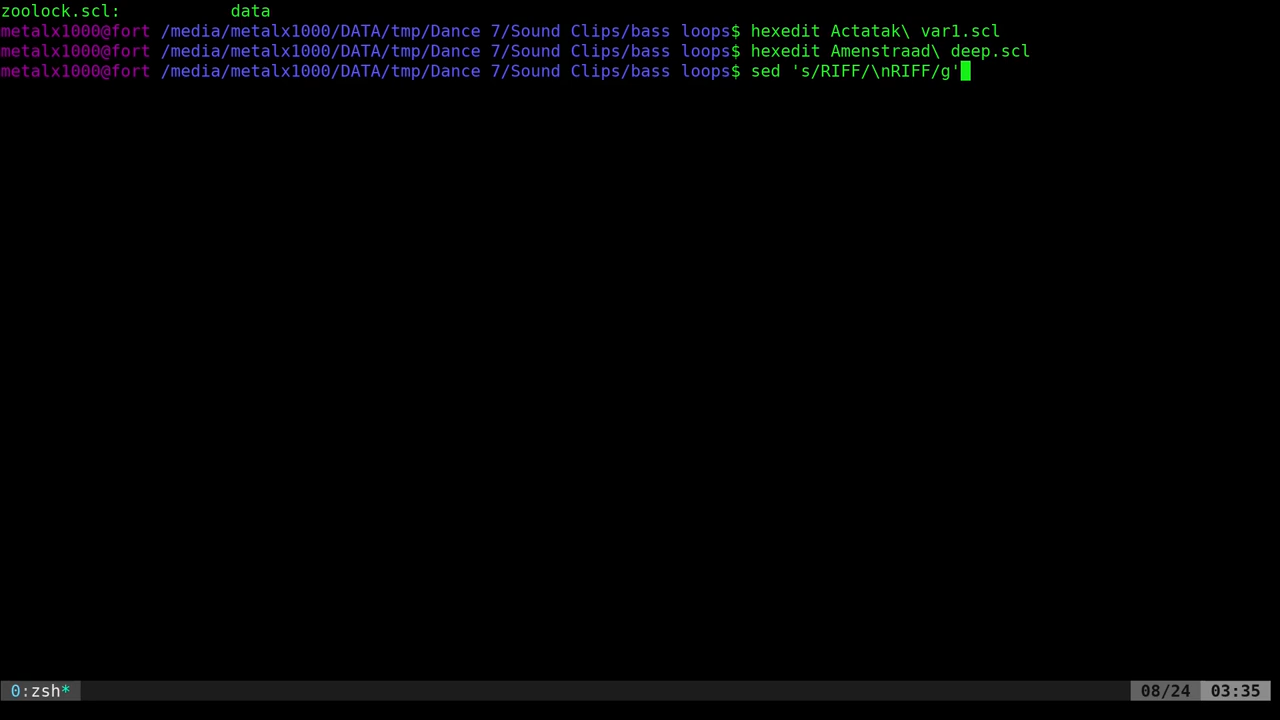 zoolock.scl: data
metalx1000@fort /media/metalx1000/DATA/tmp/Dance 7/Sound Clips/bass loops$ hexedit Actatak\ var1.scl
metalx1000@fort /media/metalx1000/DATA/tmp/Dance 7/Sound Clips/bass loops$ hexedit Amenstraad\ deep.scl
metalx1000@fort /media/metalx1000/DATA/tmp/Dance 7/Sound Clips/bass loops$ sed 's/RIFF/\nRIFF/g'
0:zsh* 08/24 03:35